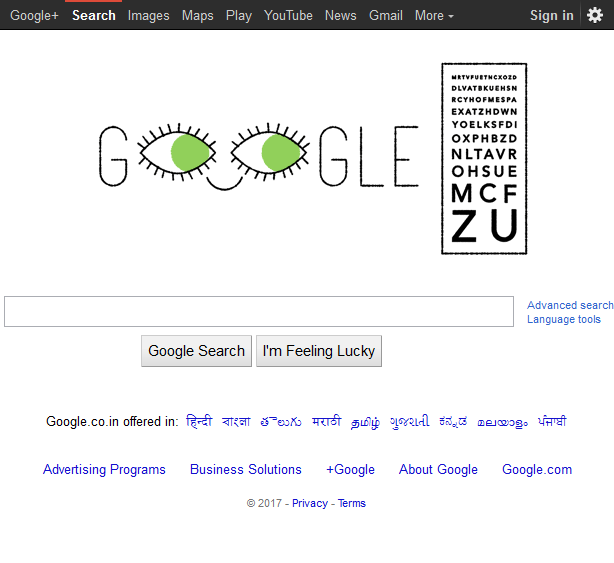 Google+ Search Images Maps Play YouTube News Gmail More Sign in
GOOGLE
MRTVFUETNCXOZD
DLVATBKUEHSN
RCYHOFMESPA
EXATZHDWN
YOELKSFDI
OXPHBZD
NLTAVR
OHSUE
MCF
ZU
Advanced search
Language tools
Google Search I'm Feeling Lucky
Google.co.in offered in: हिन्दी বাংলা తెలుగు मराठी தமிழ் ગુજરાતી ಕನ್ನಡ മലയാളം ਪੰਜਾਬੀ
Advertising Programs Business Solutions +Google About Google Google.com
© 2017 - Privacy - Terms